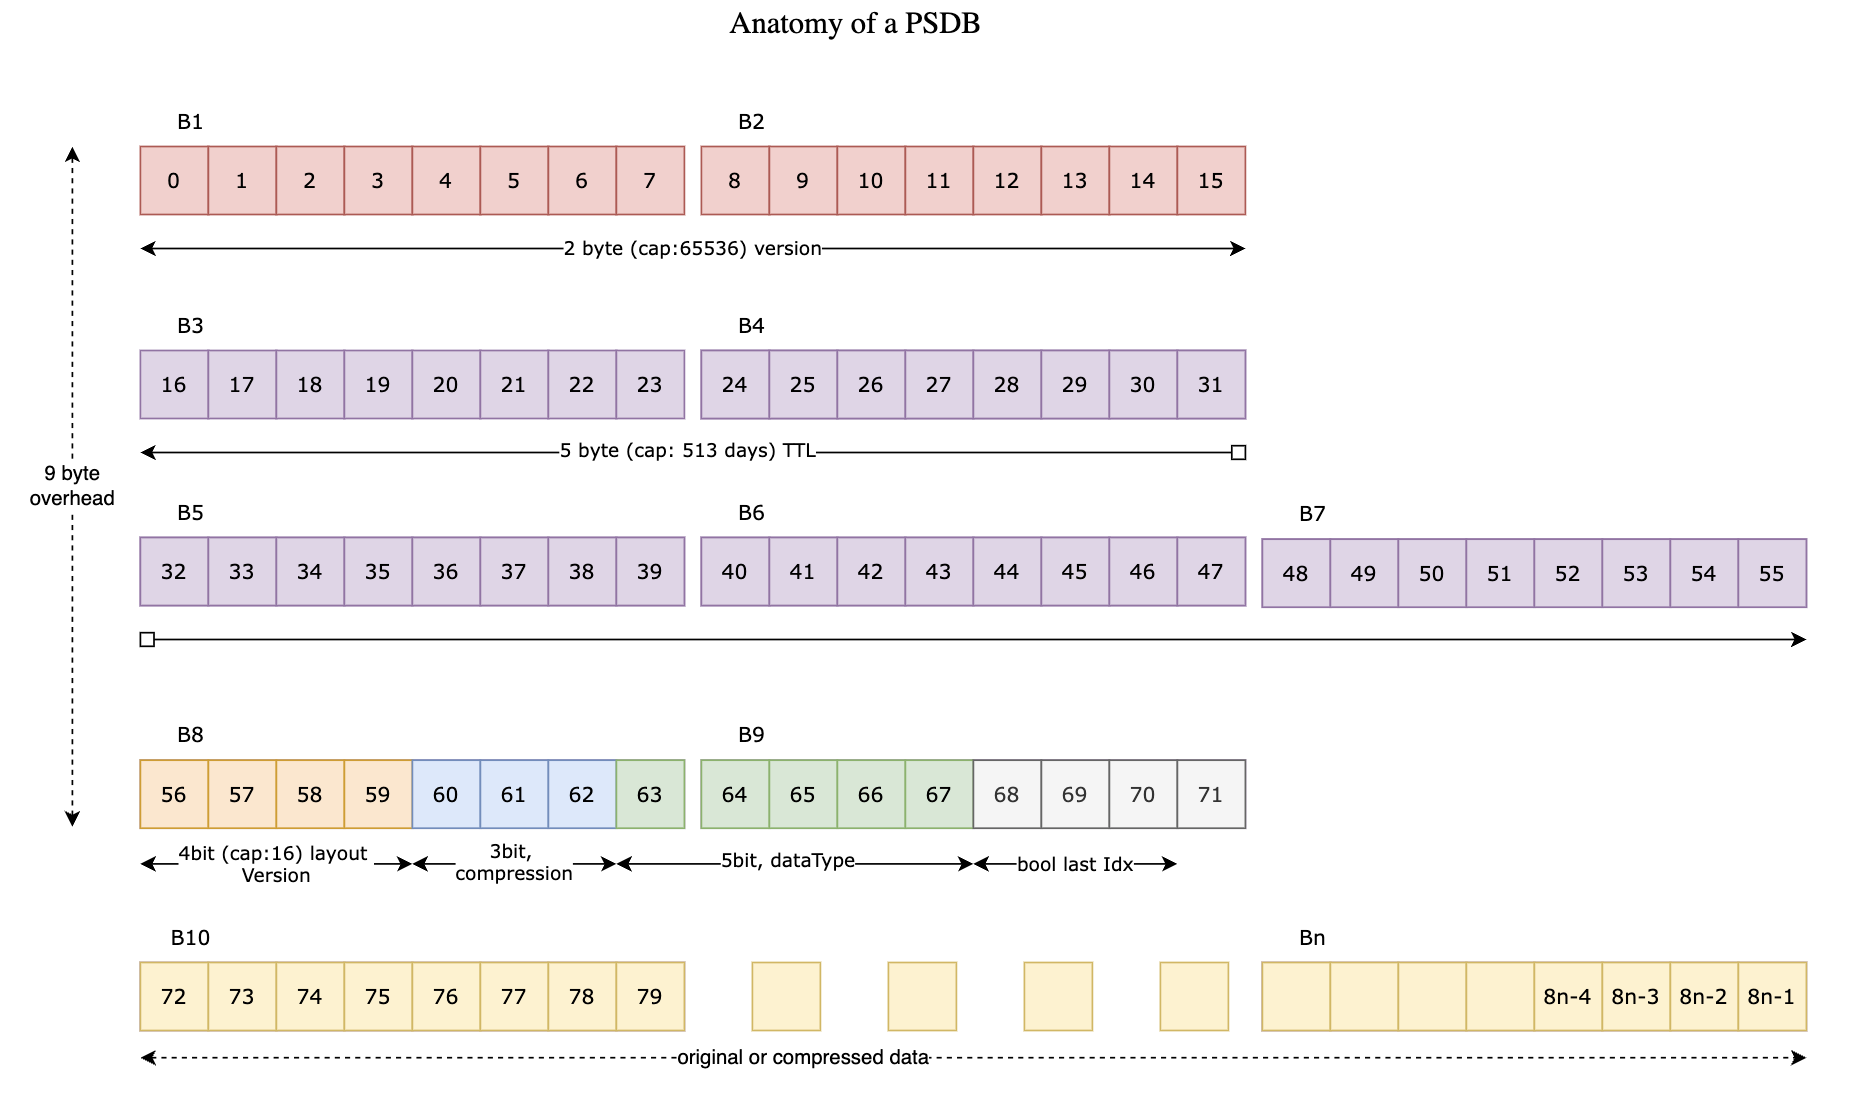 Anatomy of a PSDB
B1 B2
0 1 2 3 4 5 6 7 8 9 10 11 12 13 14 15
2 byte (cap:65536) version
B3 B4
16 17 18 19 20 21 22 23 24 25 26 27 28 29 30 31
5 byte (cap: 513 days) TTL
9 byte
overhead
B5 B6 B7
32 33 34 35 36 37 38 39 40 41 42 43 44 45 46 47 48 49 50 51 52 53 54 55
B8 B9
56 57 58 59 60 61 62 63 64 65 66 67 68 69 70 71
4bit (cap:16) layout
Version
3bit,
compression
5bit, dataType
bool last Idx
B10 Bn
72 73 74 75 76 77 78 79 8n-4 8n-3 8n-2 8n-1
original or compressed data